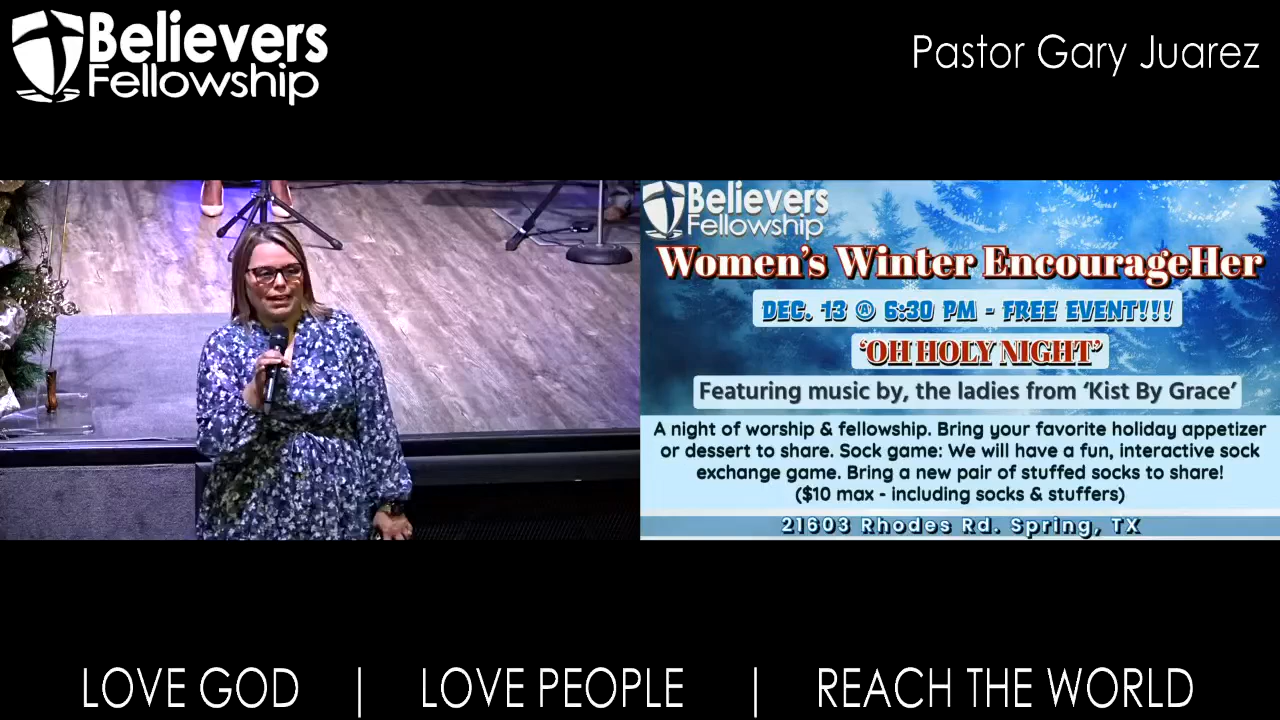 Believers
Fellowship
Pastor Gary Juarez
Believers
Fellowship
Women's Winter EncourageHer
DEC. 13 @ 6:30 PM - FREE EVENT!!!
'OH HOLY NIGHT'
Featuring music by, the ladies from 'Kist By Grace'
A night of worship & fellowship. Bring your favorite holiday appetizer
or dessert to share. Sock game: We will have a fun, interactive sock
exchange game. Bring a new pair of stuffed socks to share!
($10 max - including socks & stuffers)
21603 Rhodes Rd. Spring, TX
LOVE GOD | LOVE PEOPLE | REACH THE WORLD